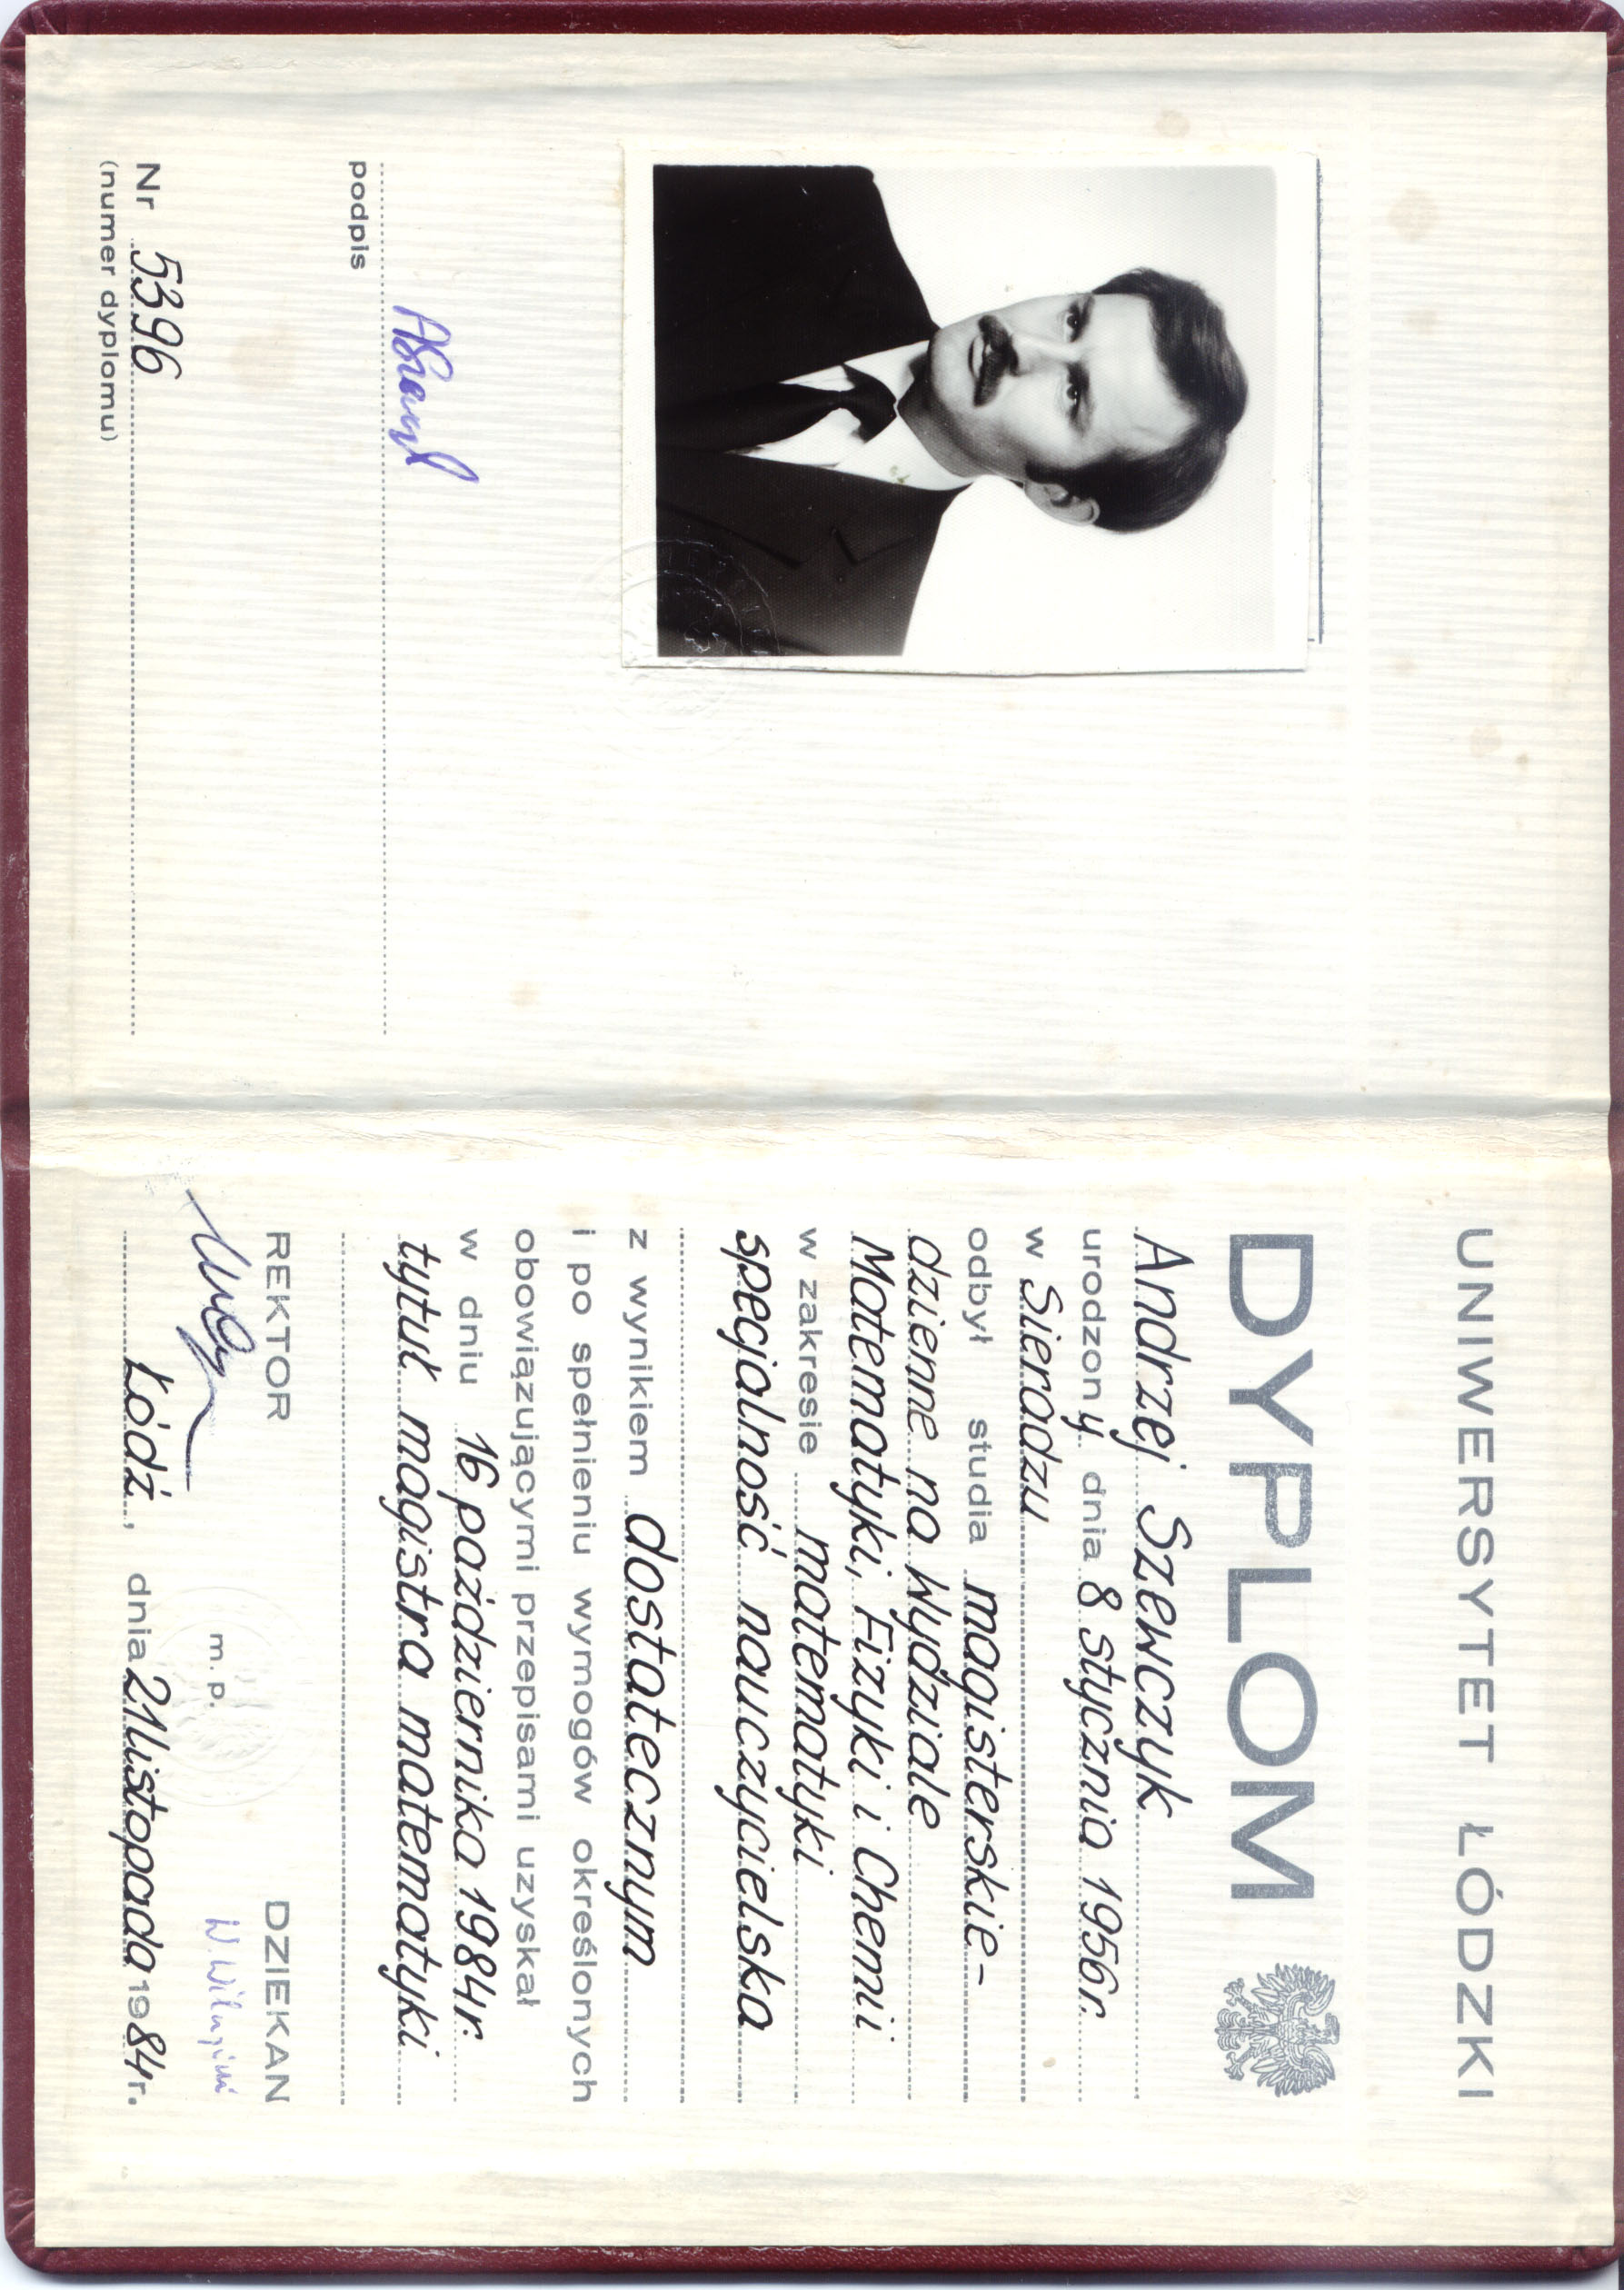 podpis
Nr 5396
(numer dyplomu)
UNIWERSYTET ŁÓDZKI
DYPLOM
Andrzej Szewczyk
urodzony dnia 8 stycznia 1956r.
w Sieradzu
odbył studia magisterskie-
dzienne na Wydziale
Matematyki, Fizyki i Chemii
w zakresie matematyki
specjalność nauczycielska
z wynikiem dostatecznym
i po spełnieniu wymogów określonych
obowiązującymi przepisami uzyskał
w dniu 16 października 1984r.
tytuł magistra matematyki
REKTOR DZIEKAN
m. p.
Łódź, dnia 21 listopada 1984r.